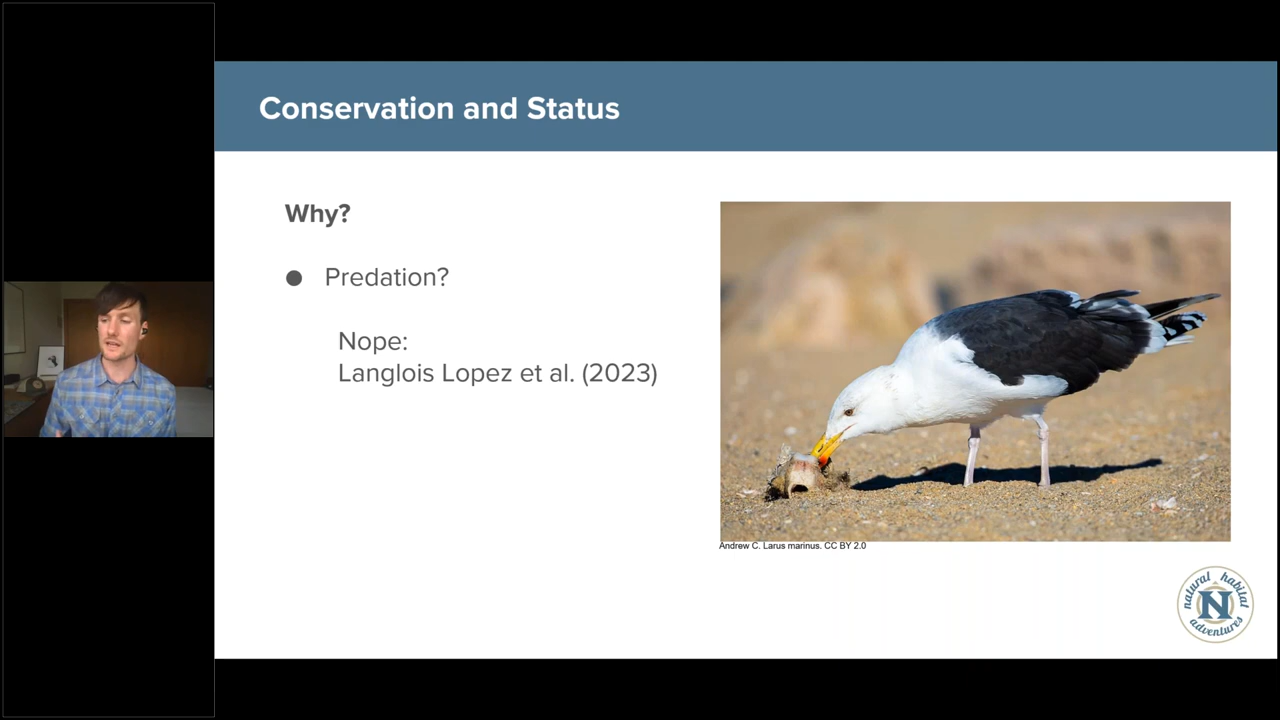 Conservation and Status
Why?
● Predation?
Nope:
Langlois Lopez et al. (2023)
Andrew C. Larus marinus. CC BY 2.0
natural habitat
N
adventures